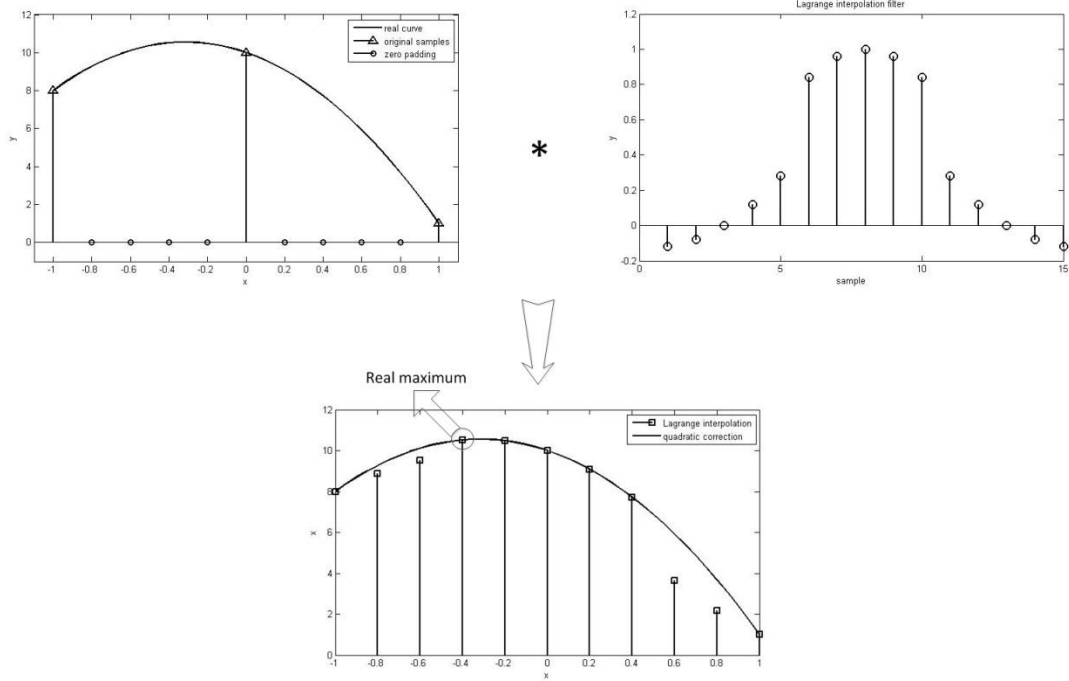 12
10
8
6
4
2
0
y
real curve
original samples
zero padding
-1 -0.8 -0.6 -0.4 -0.2 0 0.2 0.4 0.6 0.8 1
x
*
Lagrange interpolation filter
1.2
1
0.8
0.6
0.4
0.2
0
-0.2
y
0 5 10 15
sample
Real maximum
12
10
8
6
4
2
0
x
Lagrange interpolation
quadratic correction
-1 -0.8 -0.6 -0.4 -0.2 0 0.2 0.4 0.6 0.8 1
x